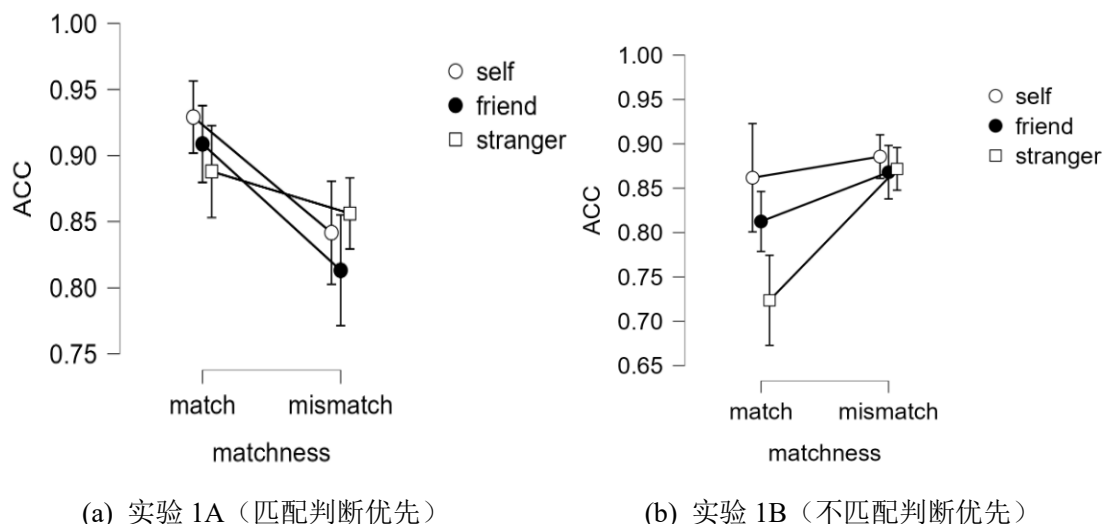 1.00
0.95
0.90
0.85
0.80
0.75
ACC
self
friend
stranger
match
mismatch
matchness
(a) 实验 1A（匹配判断优先）
1.00
0.95
0.90
0.85
0.80
0.75
0.70
0.65
ACC
self
friend
stranger
match
mismatch
matchness
(b) 实验 1B（不匹配判断优先）